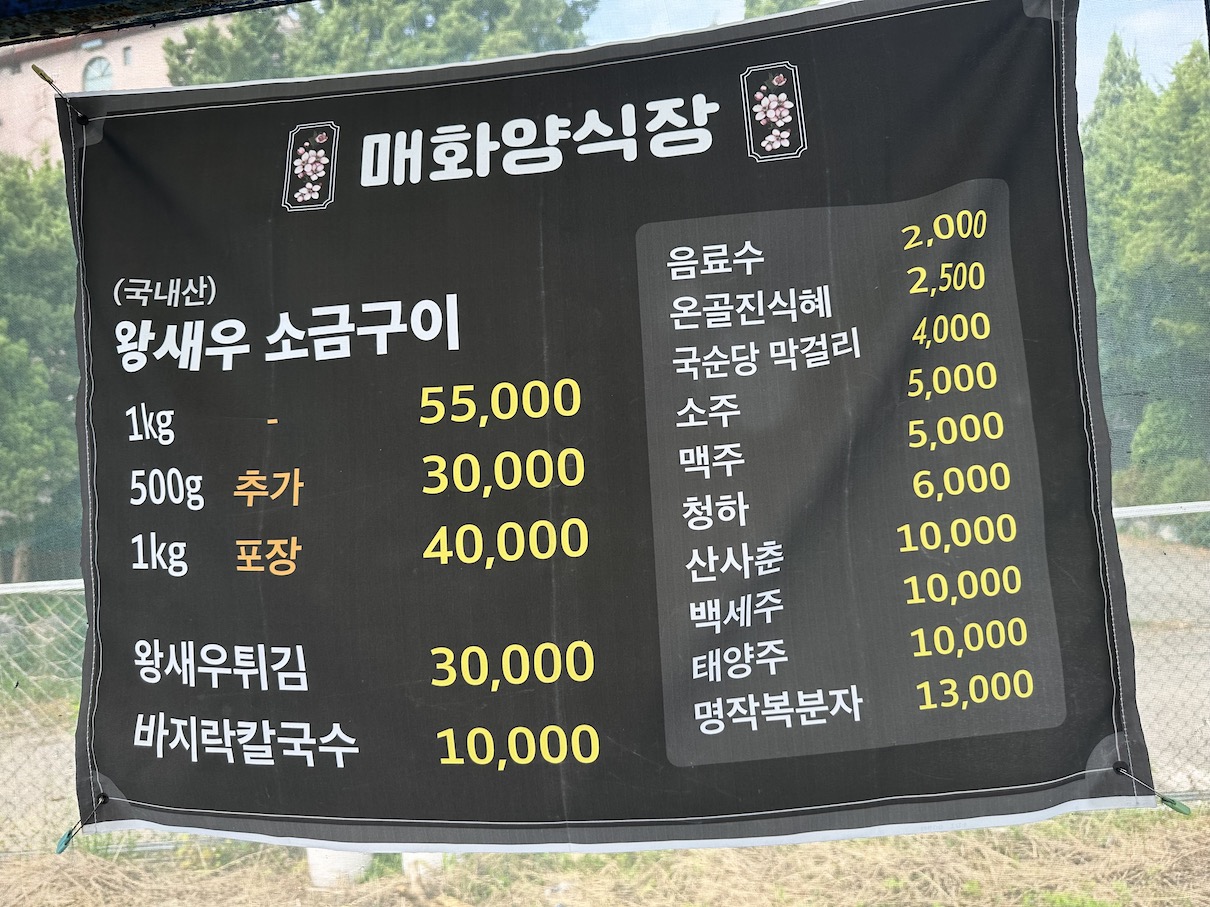 매화양식장
(국내산)
왕새우 소금구이
1kg - 55,000
500g 추가 30,000
1kg 포장 40,000
왕새우튀김 30,000
바지락칼국수 10,000
음료수 2,000
온골진식혜 2,500
국순당 막걸리 4,000
소주 5,000
맥주 5,000
청하 6,000
산사춘 10,000
백세주 10,000
태양주 10,000
명작복분자 13,000